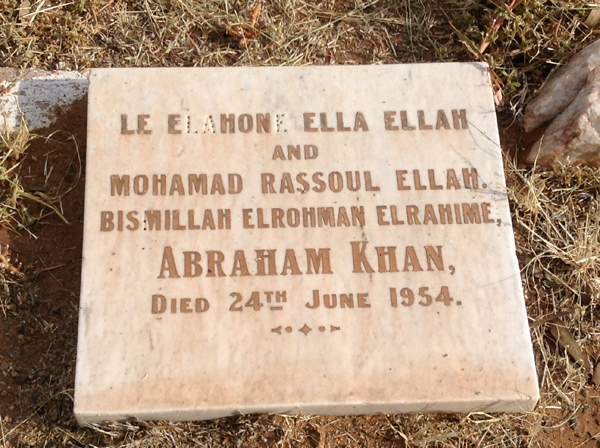 LE ELAHONE ELLA ELLAH
AND
MOHAMAD RASSOUL ELLAH.
BISMILLAH ELROHMAN ELRAHIME,
ABRAHAM KHAN,
DIED 24TH JUNE 1954.